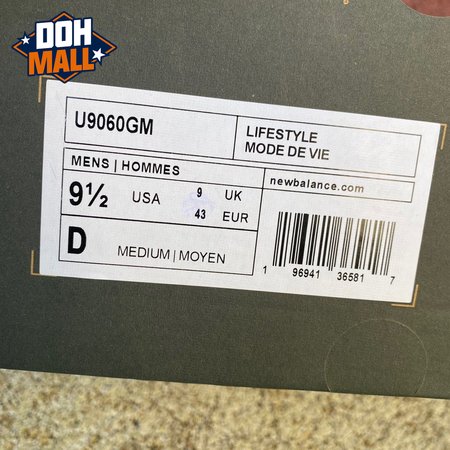 DOH
MALL
U9060GM
LIFESTYLE
MODE DE VIE
MENS | HOMMES
newbalance.com
9½ USA 9 UK
43 EUR
D MEDIUM | MOYEN
1 96941 36581 7